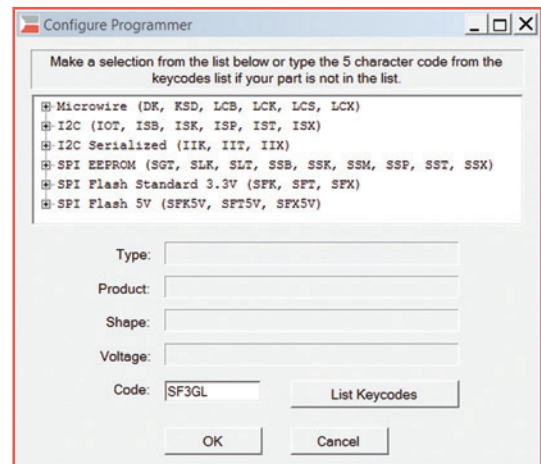 Configure Programmer
Make a selection from the list below or type the 5 character code from the
keycodes list if your part is not in the list.
Microwire (DK, KSD, LCB, LCK, LCS, LCX)
I2C (IOT, ISB, ISK, ISP, IST, ISX)
I2C Serialized (IIK, IIT, IIX)
SPI EEPROM (SGT, SLK, SLT, SSB, SSK, SSM, SSP, SST, SSX)
SPI Flash Standard 3.3V (SFK, SFT, SFX)
SPI Flash 5V (SFK5V, SFT5V, SFX5V)
Type:
Product:
Shape:
Voltage:
Code: SF3GL List Keycodes
OK Cancel